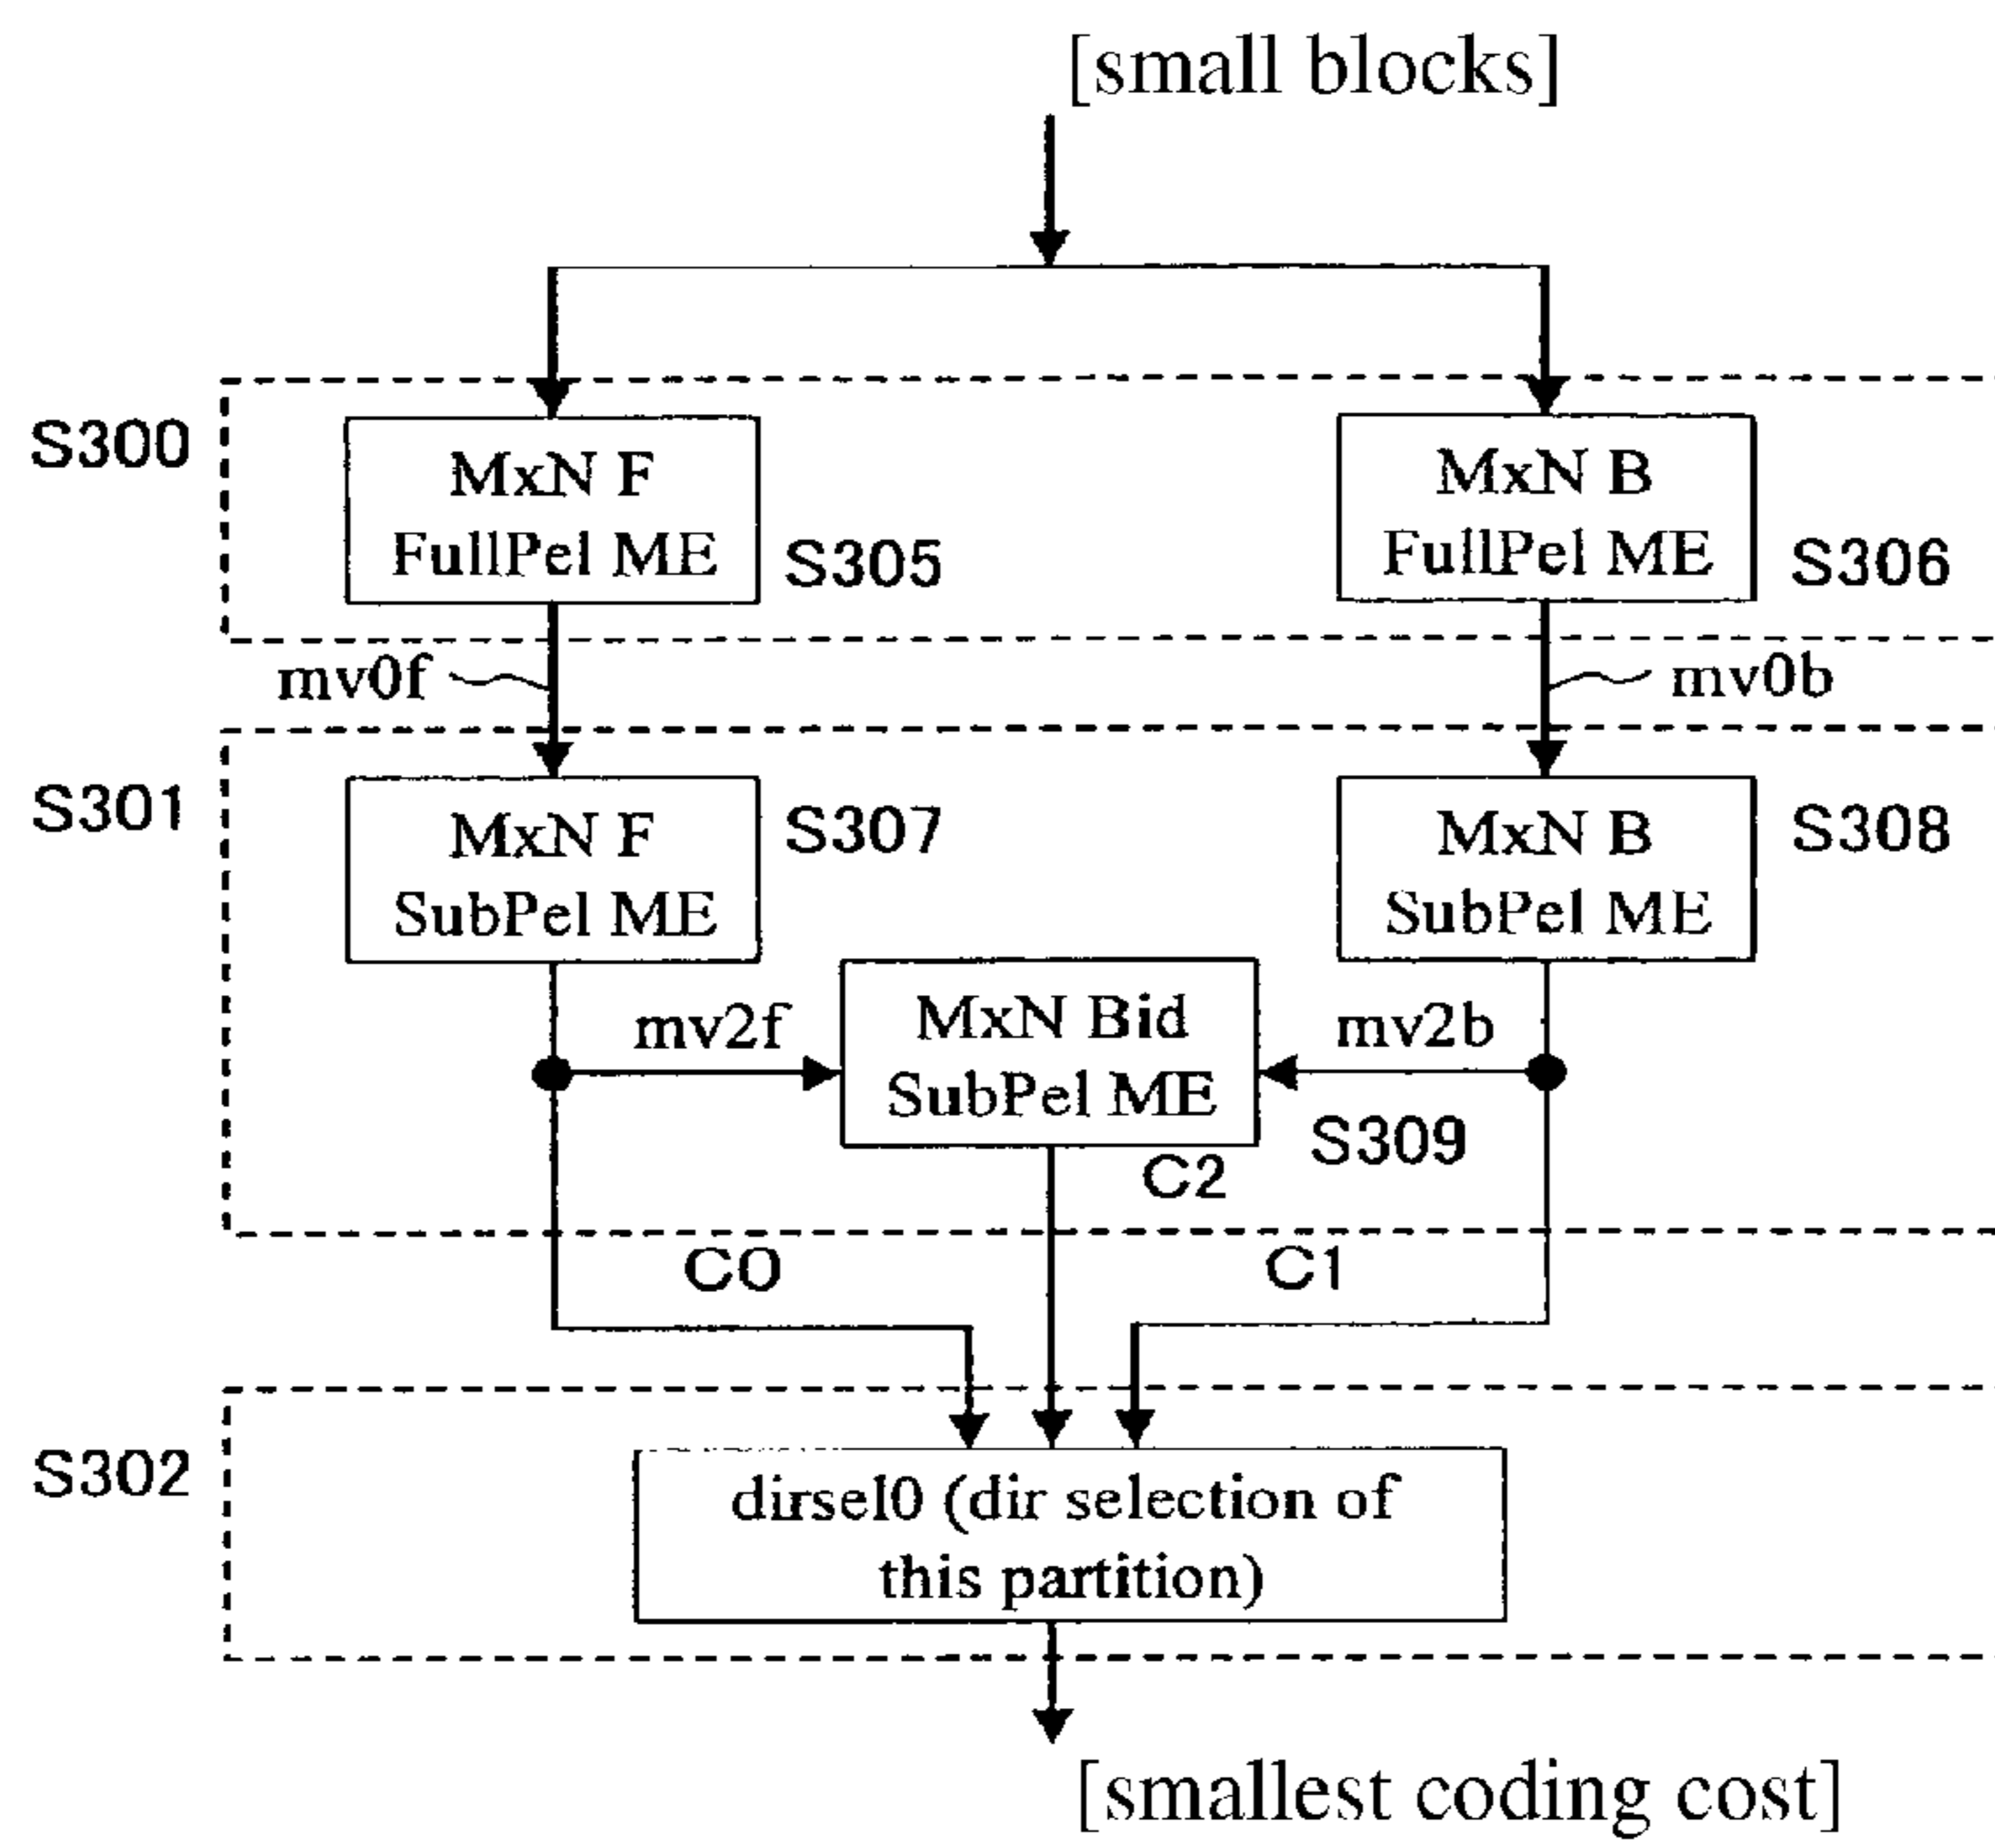 [small blocks]
S300
MxN F
FullPel ME
S305
MxN B
FullPel ME
S306
mv0f
mv0b
S301
MxN F
SubPel ME
S307
MxN B
SubPel ME
S308
mv2f
MxN Bid
SubPel ME
mv2b
S309
C2
C0
C1
S302
dirsel0 (dir selection of
this partition)
[smallest coding cost]